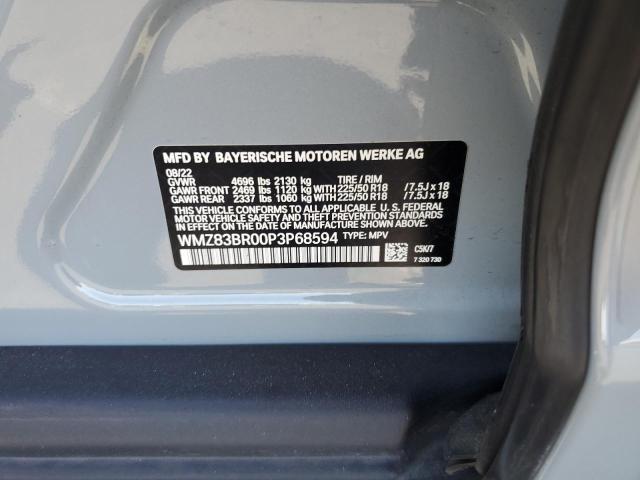 MFD BY BAYERISCHE MOTOREN WERKE AG
08/22
GVWR 4696 lbs 2130 kg TIRE / RIM
GAWR FRONT 2469 lbs 1120 kg WITH 225/50 R18 /7.5J x 18
GAWR REAR 2337 lbs 1060 kg WITH 225/50 R18 /7.5J x 18
THIS VEHICLE CONFORMS TO ALL APPLICABLE U. S. FEDERAL
MOTOR VEHICLE SAFETY, BUMPER, AND THEFT PREVENTION
STANDARDS IN EFFECT ON THE DATE OF MANUFACTURE SHOWN ABOVE.
WMZ83BR00P3P68594 TYPE: MPV
C5K/7
7 320 730